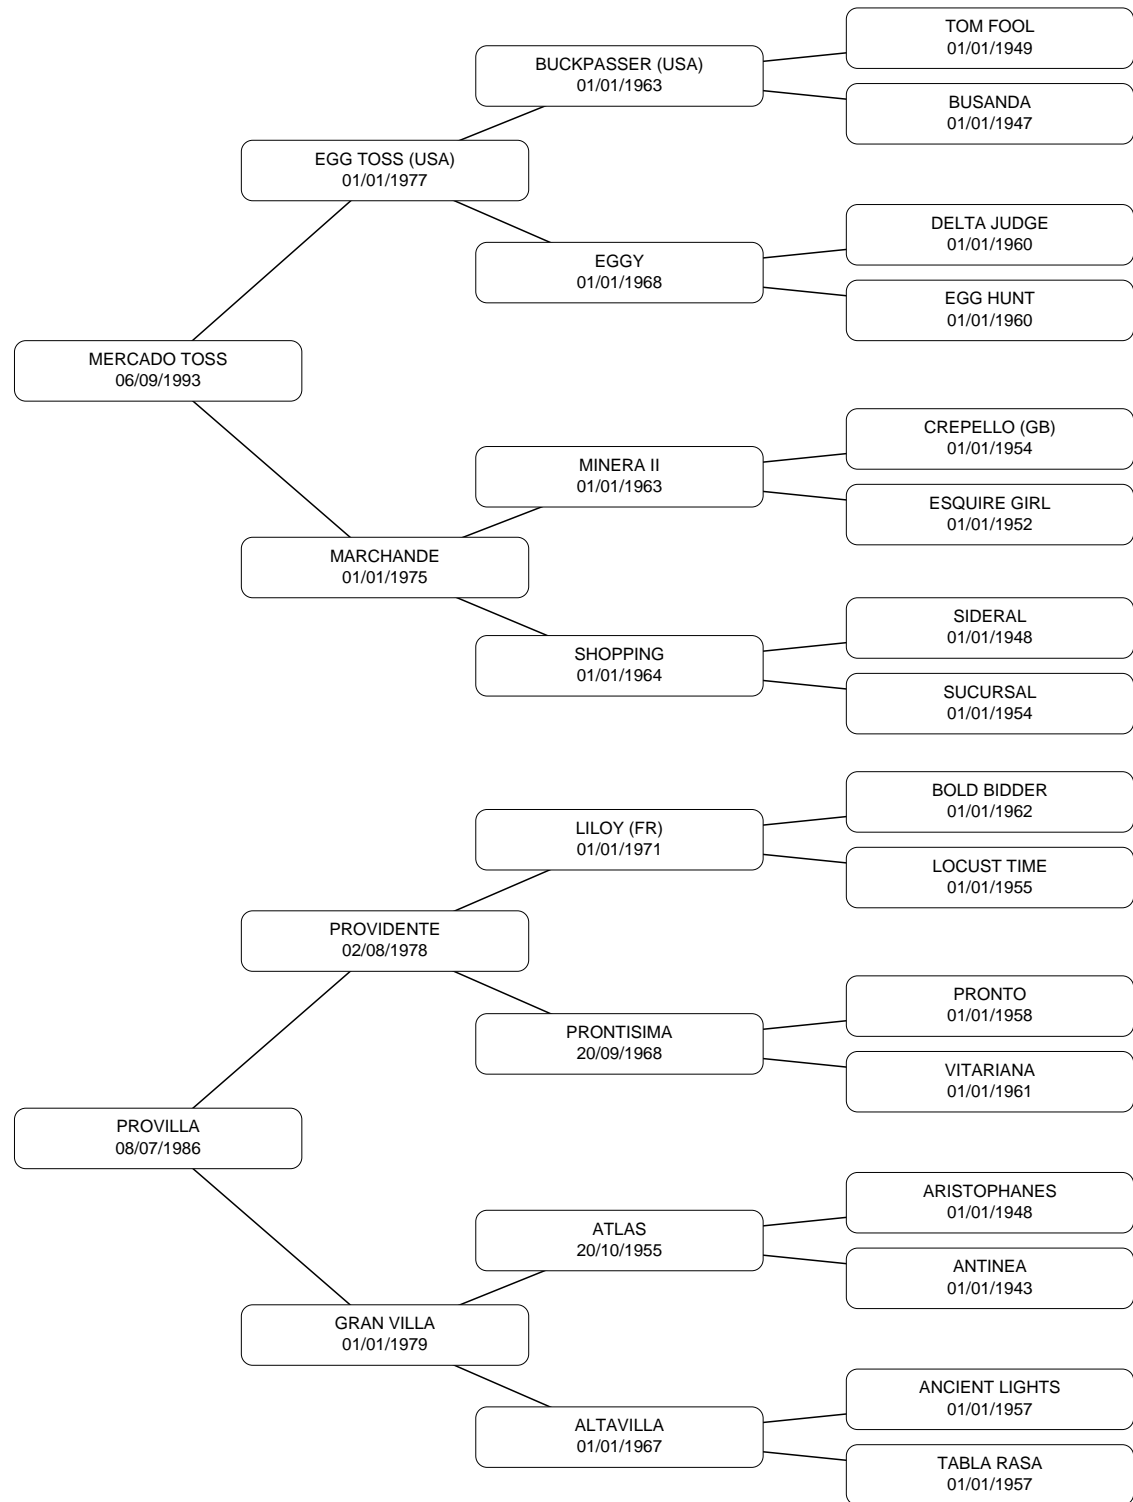 TOM FOOL
01/01/1949
BUCKPASSER (USA)
01/01/1963
BUSANDA
01/01/1947
EGG TOSS (USA)
01/01/1977
DELTA JUDGE
01/01/1960
EGGY
01/01/1968
EGG HUNT
01/01/1960
MERCADO TOSS
06/09/1993
CREPELLO (GB)
01/01/1954
MINERA II
01/01/1963
ESQUIRE GIRL
01/01/1952
MARCHANDE
01/01/1975
SIDERAL
01/01/1948
SHOPPING
01/01/1964
SUCURSAL
01/01/1954
BOLD BIDDER
01/01/1962
LILOY (FR)
01/01/1971
LOCUST TIME
01/01/1955
PROVIDENTE
02/08/1978
PRONTO
01/01/1958
PRONTISIMA
20/09/1968
VITARIANA
01/01/1961
PROVILLA
08/07/1986
ARISTOPHANES
01/01/1948
ATLAS
20/10/1955
ANTINEA
01/01/1943
GRAN VILLA
01/01/1979
ANCIENT LIGHTS
01/01/1957
ALTAVILLA
01/01/1967
TABLA RASA
01/01/1957